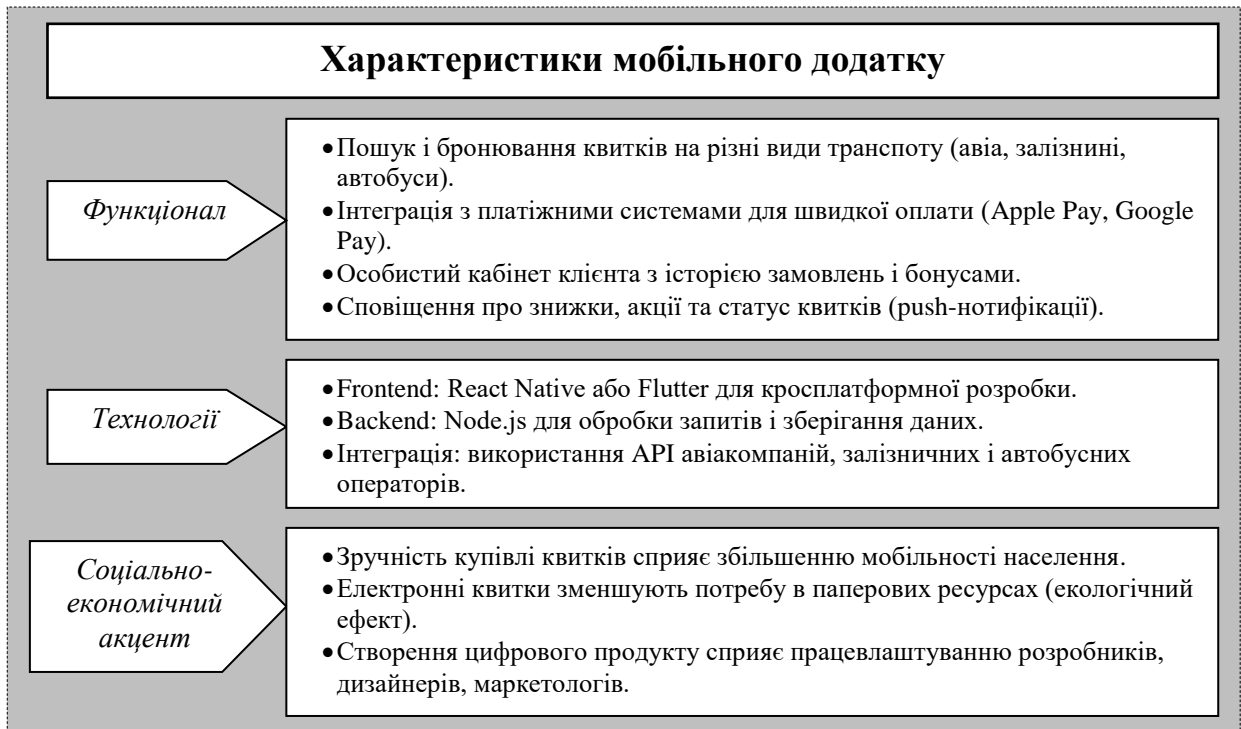 Характеристики мобільного додатку
Функціонал
•Пошук і бронювання квитків на різні види транспоту (авіа, залізнині,
автобуси).
•Інтеграція з платіжними системами для швидкої оплати (Apple Pay, Google
Pay).
•Особистий кабінет клієнта з історією замовлень і бонусами.
•Сповіщення про знижки, акції та статус квитків (push-нотифікації).
Технології
•Frontend: React Native або Flutter для кросплатформної розробки.
•Backend: Node.js для обробки запитів і зберігання даних.
•Інтеграція: використання API авіакомпаній, залізничних і автобусних
операторів.
Соціально-
економічний
акцент
•Зручність купівлі квитків сприяє збільшенню мобільності населення.
•Електронні квитки зменшують потребу в паперових ресурсах (екологічний
ефект).
•Створення цифрового продукту сприяє працевлаштуванню розробників,
дизайнерів, маркетологів.